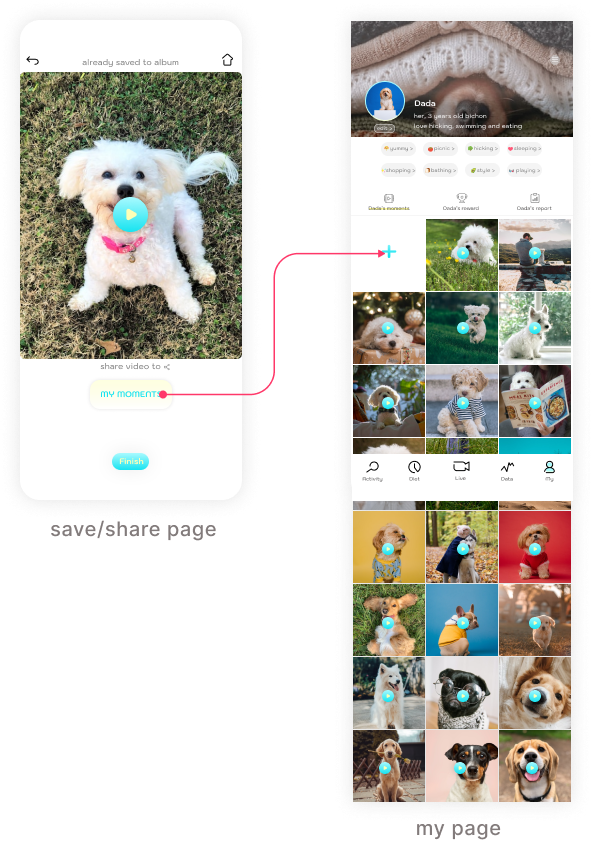 already saved to album
share video to
MY MOMENTS
Finish
save/share page
Dada
her, 3 years old bichon
love hicking, swimming and eating
yummy >
picnic >
hicking >
sleeping >
shopping >
bathing >
style >
playing >
Dada's moments
Dada's reward
Dada's report
Activity
Diet
Live
Data
My
my page